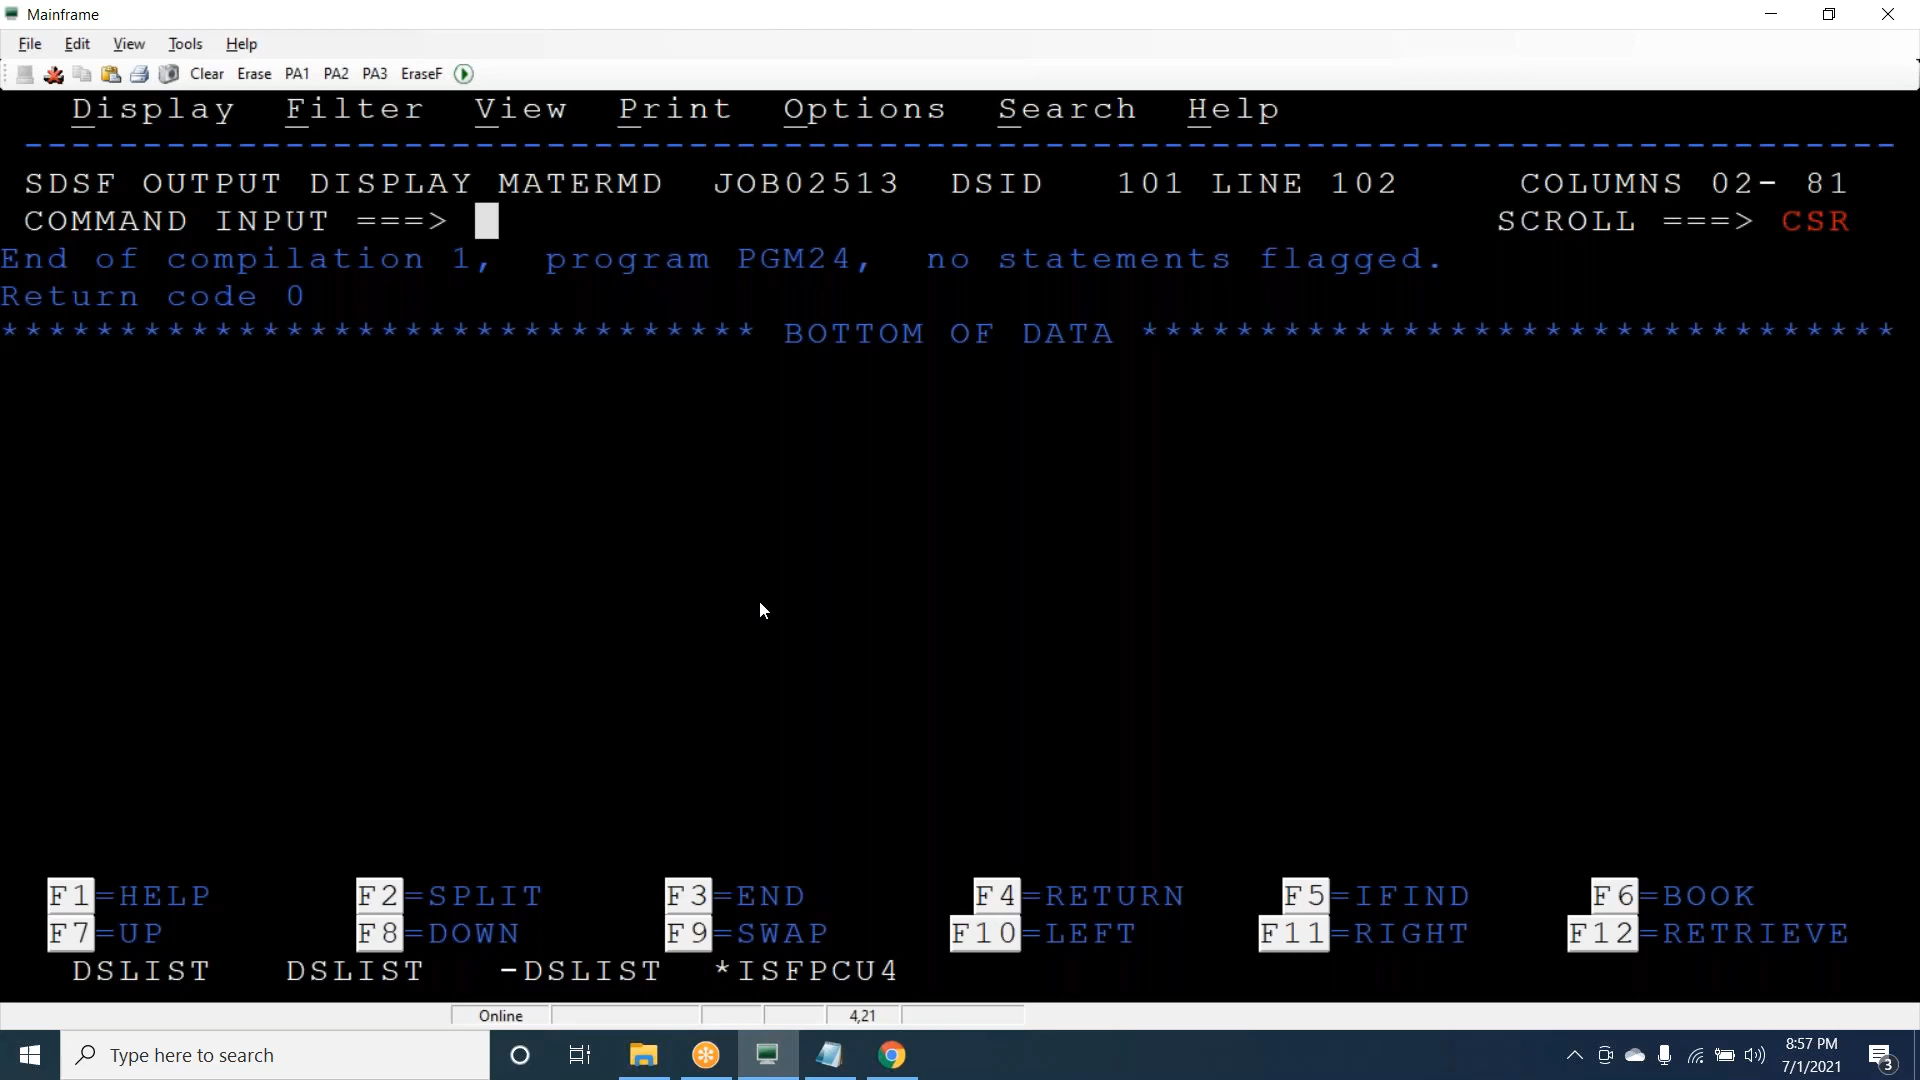 Mainframe
File Edit View Tools Help
Clear Erase PA1 PA2 PA3 EraseF
Display Filter View Print Options Search Help
-------------------------------------------------------------------------------
SDSF OUTPUT DISPLAY MATERMD JOB02513 DSID 101 LINE 102 COLUMNS 02- 81
COMMAND INPUT ===> SCROLL ===> CSR
End of compilation 1, program PGM24, no statements flagged.
Return code 0
******************************** BOTTOM OF DATA ********************************
F1=HELP F2=SPLIT F3=END F4=RETURN F5=IFIND F6=BOOK
F7=UP F8=DOWN F9=SWAP F10=LEFT F11=RIGHT F12=RETRIEVE
DSLIST DSLIST -DSLIST *ISFPCU4
Online 4,21
Type here to search
8:57 PM
7/1/2021
3